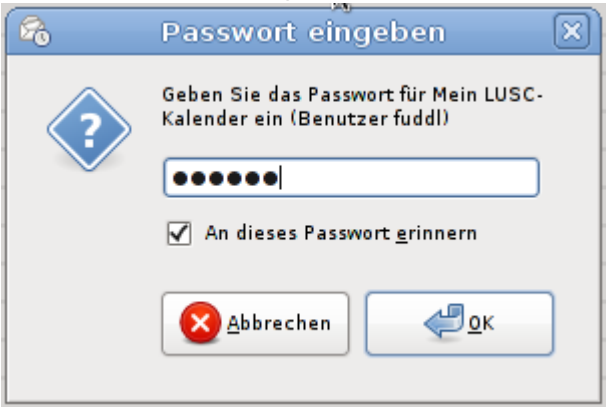 Passwort eingeben
Geben Sie das Passwort für Mein LUSC-
Kalender ein (Benutzer fuddl)
●●●●●●
An dieses Passwort erinnern
Abbrechen
OK